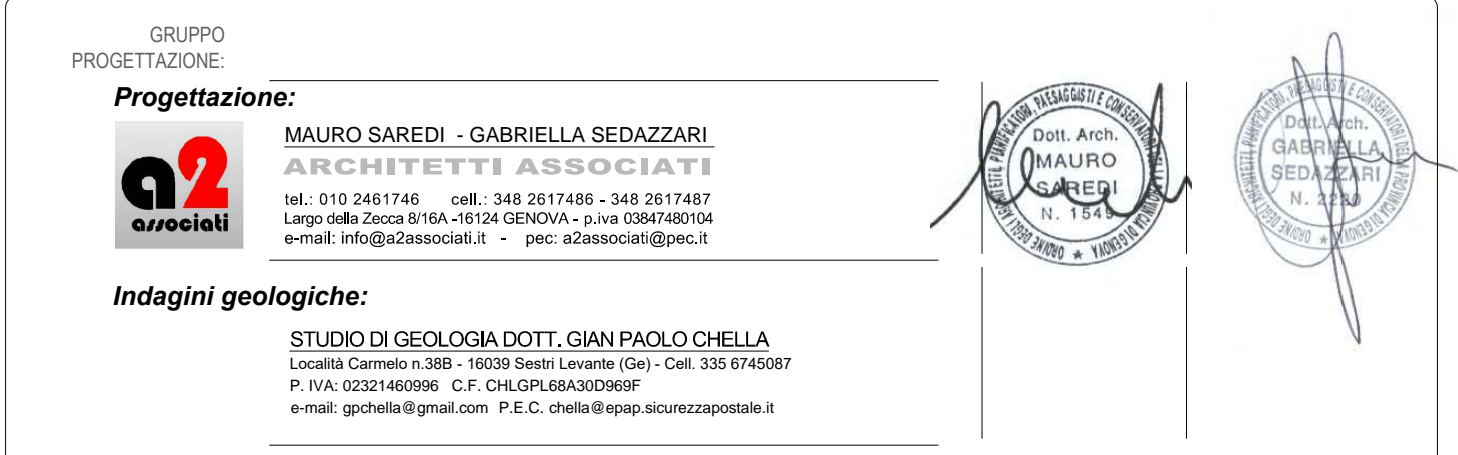 GRUPPO
PROGETTAZIONE:
Progettazione:
a2
associati
MAURO SAREDI - GABRIELLA SEDAZZARI
ARCHITETTI ASSOCIATI
tel.: 010 2461746 cell.: 348 2617486 - 348 2617487
Largo della Zecca 8/16A -16124 GENOVA - p.iva 03847480104
e-mail: info@a2associati.it - pec: a2associati@pec.it
Dott. Arch.
MAURO
SAREDI
N. 1549
Dott. Arch.
GABRIELLA
SEDAZZARI
N. 2230
Indagini geologiche:
STUDIO DI GEOLOGIA DOTT. GIAN PAOLO CHELLA
Località Carmelo n.38B - 16039 Sestri Levante (Ge) - Cell. 335 6745087
P. IVA: 02321460996 C.F. CHLGPL68A30D969F
e-mail: gpchella@gmail.com P.E.C. chella@epap.sicurezzapostale.it